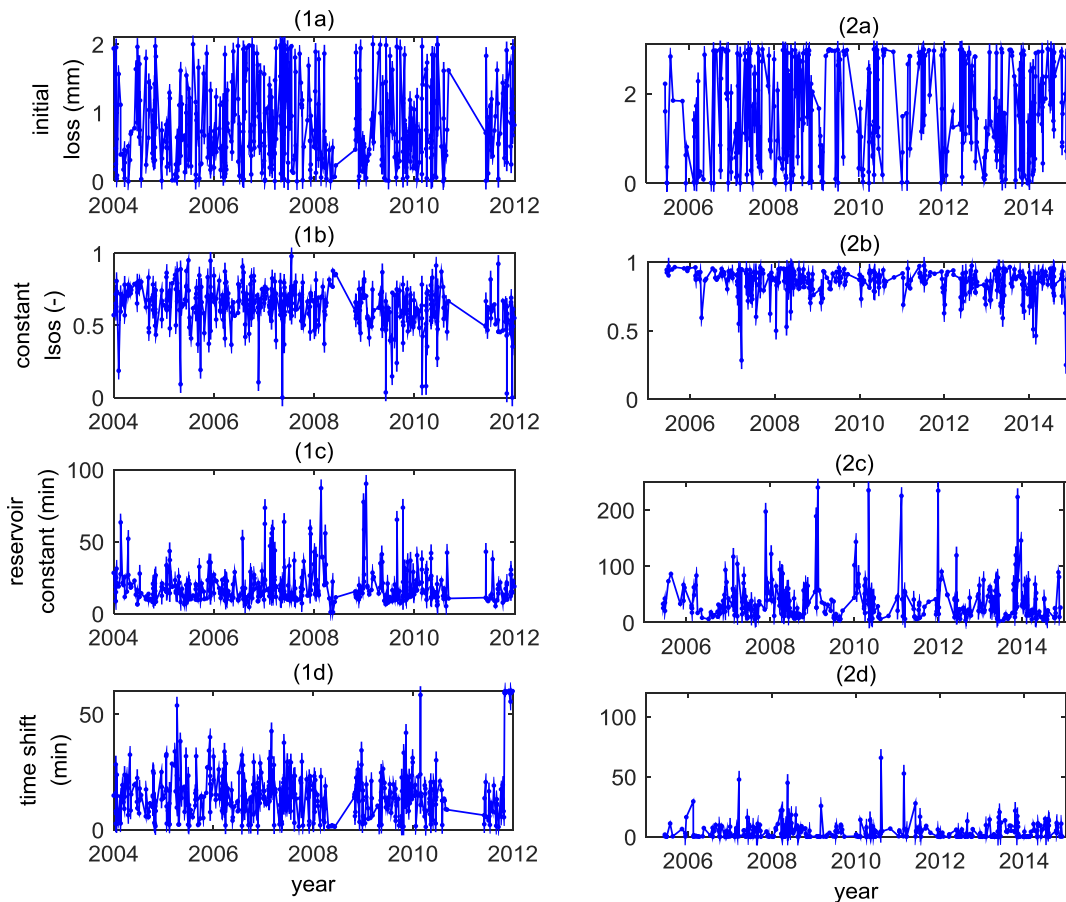 (1a)
initial
loss (mm)
2
1
0
2004 2006 2008 2010 2012
(2a)
2
0
2006 2008 2010 2012 2014
(1b)
constant
lsos (-)
1
0.5
0
2004 2006 2008 2010 2012
(2b)
1
0.5
0
2006 2008 2010 2012 2014
(1c)
reservoir
constant (min)
100
50
0
2004 2006 2008 2010 2012
(2c)
200
100
0
2006 2008 2010 2012 2014
(1d)
time shift
(min)
50
0
2004 2006 2008 2010 2012
year
(2d)
100
50
0
2006 2008 2010 2012 2014
year